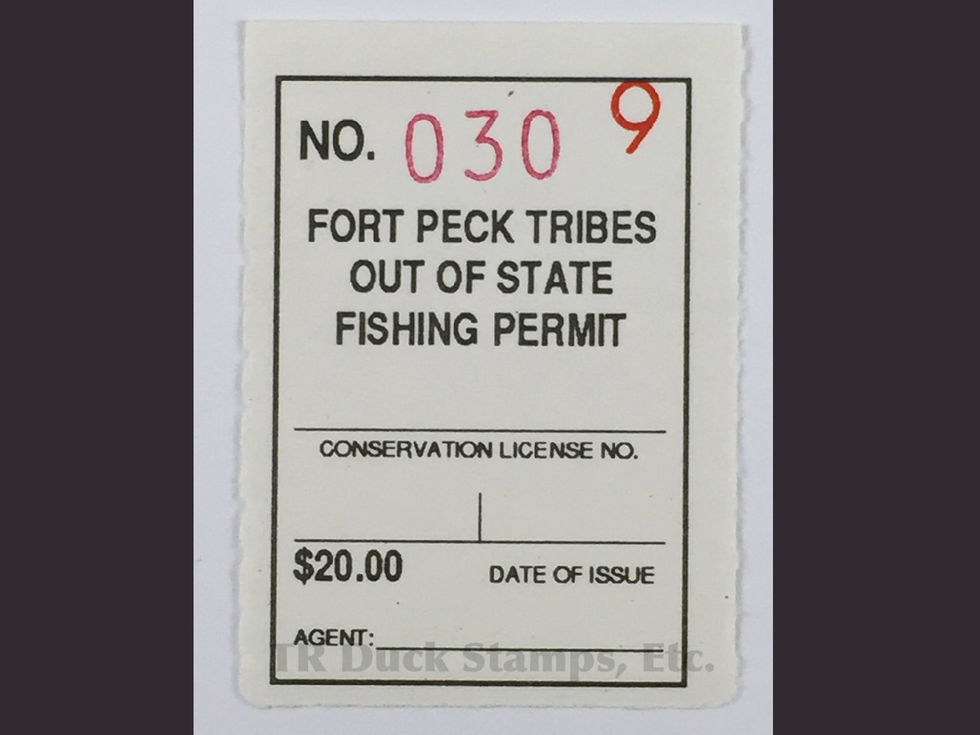 NO. 030 9
FORT PECK TRIBES
OUT OF STATE
FISHING PERMIT
CONSERVATION LICENSE NO.
$20.00 DATE OF ISSUE
AGENT:
TR Duck Stamps, Etc.